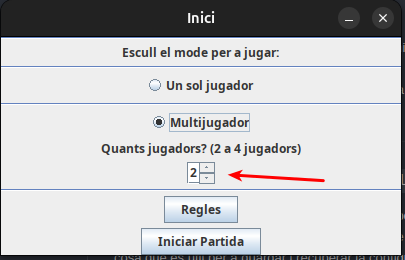 Inici
Escull el mode per a jugar:
Un sol jugador
Multijugador
Quants jugadors? (2 a 4 jugadors)
2
Regles
Iniciar Partida